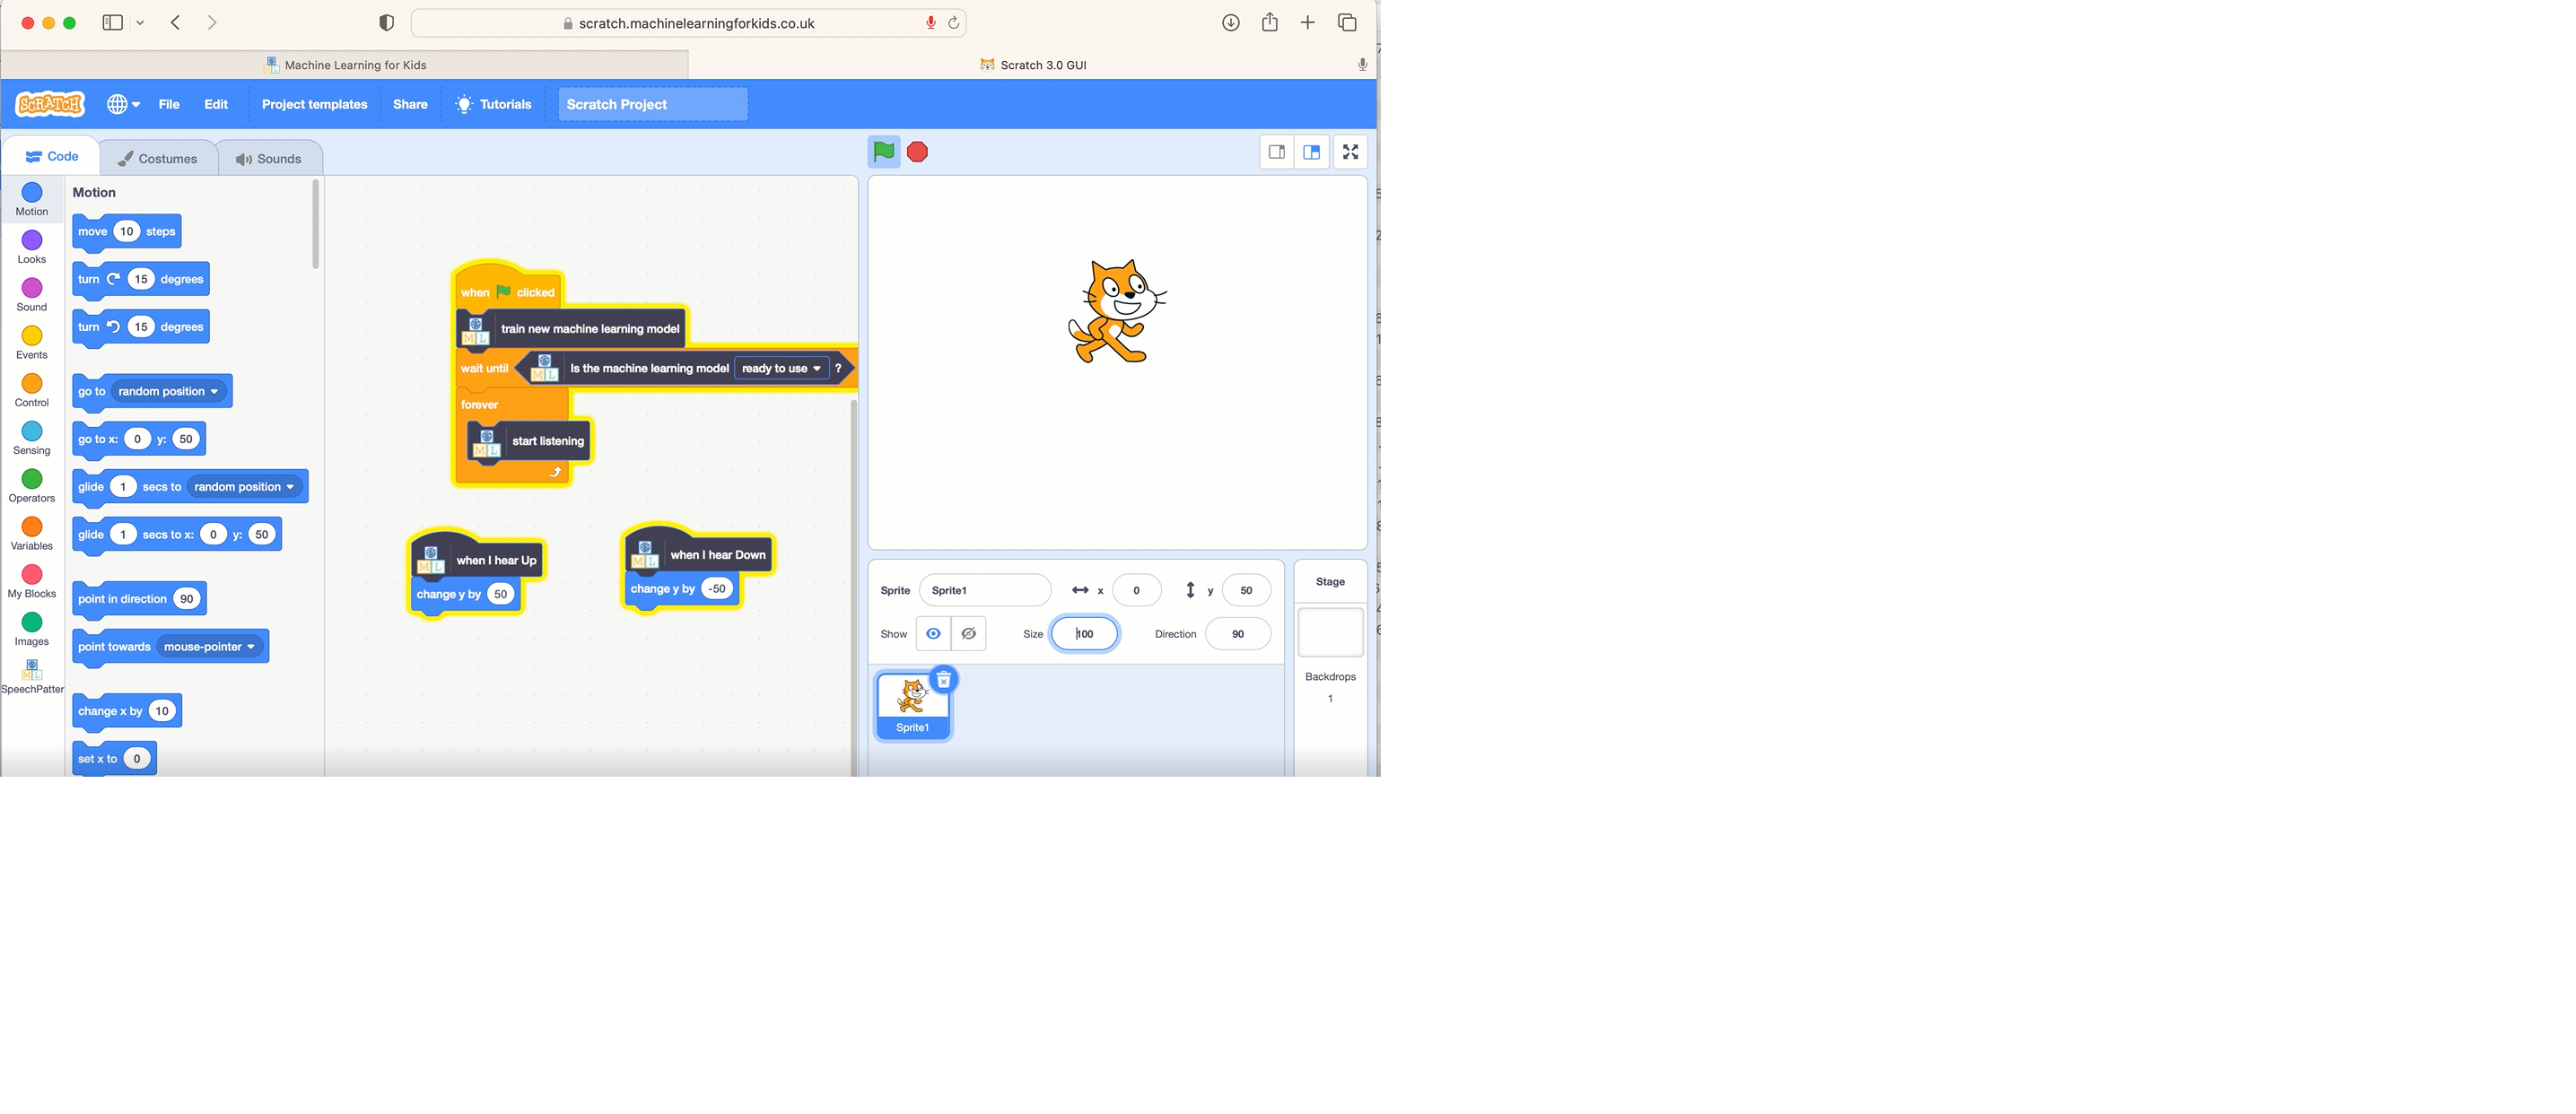 scratch.machinelearningforkids.co.uk
Machine Learning for Kids
Scratch 3.0 GUI
SCRATCH
File
Edit
Project templates
Share
Tutorials
Scratch Project
Code
Costumes
Sounds
Motion
Looks
Sound
Events
Control
Sensing
Operators
Variables
My Blocks
Images
SpeechPatter
Motion
move 10 steps
turn 15 degrees
turn 15 degrees
go to random position
go to x: 0 y: 50
glide 1 secs to random position
glide 1 secs to x: 0 y: 50
point in direction 90
point towards mouse-pointer
change x by 10
set x to 0
when clicked
ML train new machine learning model
wait until ML Is the machine learning model ready to use ?
forever
ML start listening
ML when I hear Up
change y by 50
ML when I hear Down
change y by -50
Sprite Sprite1 x 0 y 50
Show Size 100 Direction 90
Sprite1
Stage
Backdrops
1